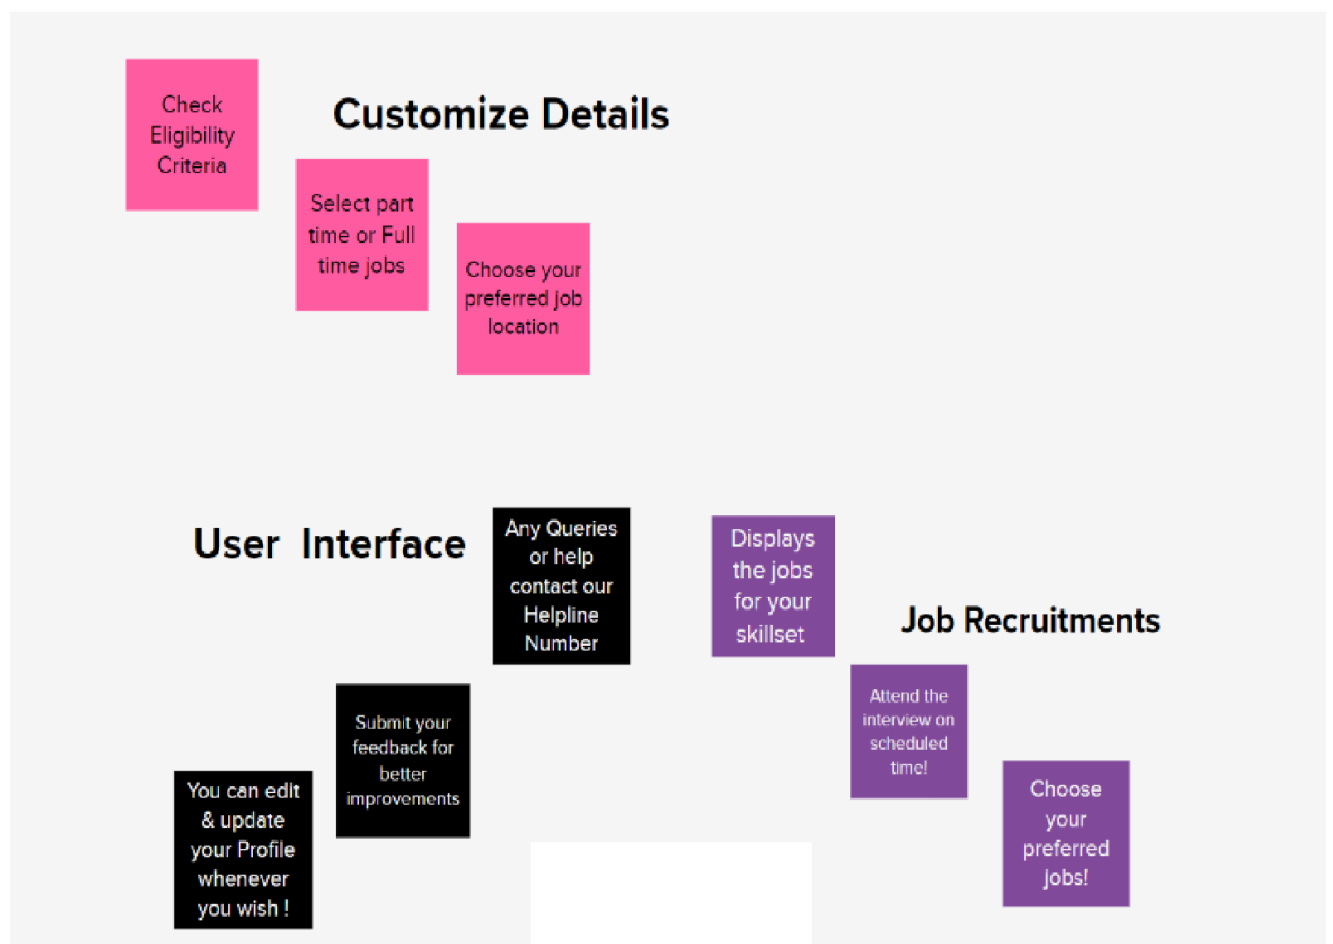 Check
Eligibility
Criteria
Customize Details
Select part
time or Full
time jobs
Choose your
preferred job
location
User Interface
Any Queries
or help
contact our
Helpline
Number
Submit your
feedback for
better
improvements
You can edit
& update
your Profile
whenever
you wish !
Displays
the jobs
for your
skillset
Job Recruitments
Attend the
interview on
scheduled
time!
Choose
your
preferred
jobs!